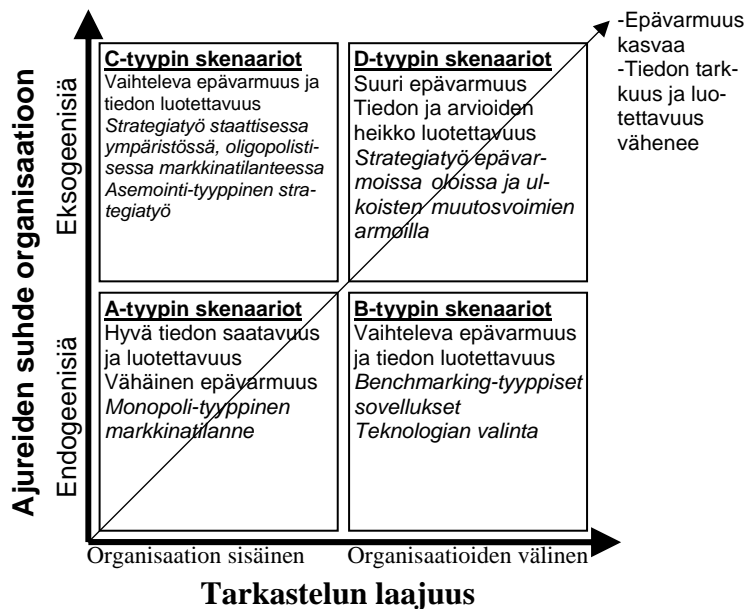 -Epävarmuus
kasvaa
-Tiedon tark-
kuus ja luo-
tettavuus
vähenee
C-tyypin skenaariot
Vaihteleva epävarmuus ja
tiedon luotettavuus
Strategiatyö staattisessa
ympäristössä, oligopolisti-
sessa markkinatilanteessa
Asemointi-tyyppinen stra-
tegiatyö
D-tyypin skenaariot
Suuri epävarmuus
Tiedon ja arvioiden
heikko luotettavuus
Strategiatyö epävar-
moissa oloissa ja ul-
koisten muutosvoimien
armoilla
A-tyypin skenaariot
Hyvä tiedon saatavuus
ja luotettavuus
Vähäinen epävarmuus
Monopoli-tyyppinen
markkinatilanne
B-tyypin skenaariot
Vaihteleva epävarmuus
ja tiedon luotettavuus
Benchmarking-tyyppiset
sovellukset
Teknologian valinta
Ajureiden suhde organisaatioon
Eksogeenisiä
Endogeenisiä
Organisaation sisäinen
Organisaatioiden välinen
Tarkastelun laajuus